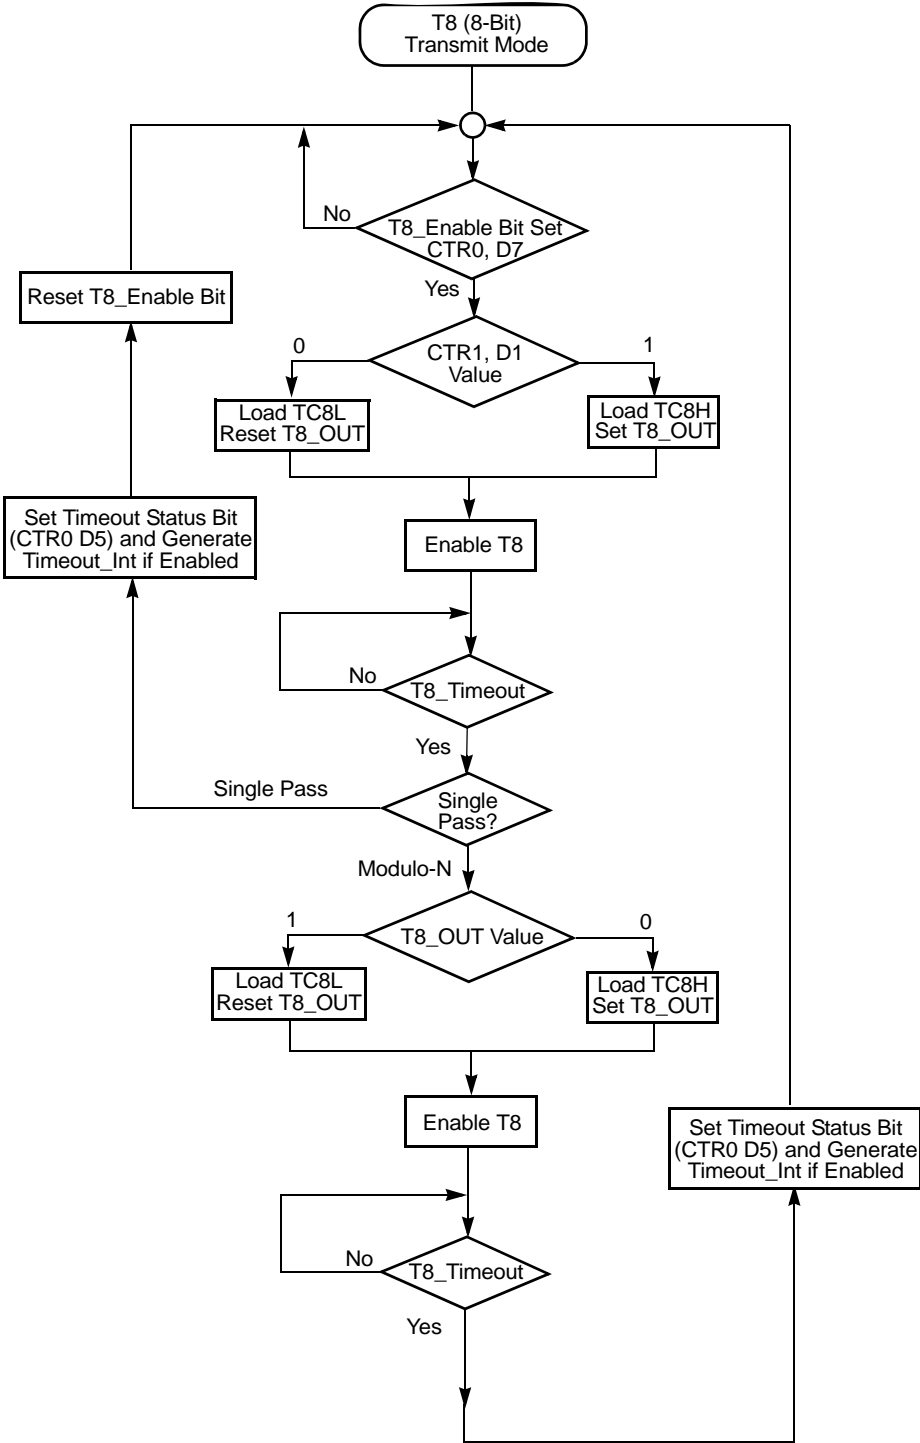 T8 (8-Bit)
Transmit Mode
No
T8_Enable Bit Set
CTR0, D7
Yes
Reset T8_Enable Bit
0
CTR1, D1
Value
1
Load TC8L
Reset T8_OUT
Load TC8H
Set T8_OUT
Set Timeout Status Bit
(CTR0 D5) and Generate
Timeout_Int if Enabled
Enable T8
No
T8_Timeout
Yes
Single Pass
Single
Pass?
Modulo-N
1
T8_OUT Value
0
Load TC8L
Reset T8_OUT
Load TC8H
Set T8_OUT
Enable T8
Set Timeout Status Bit
(CTR0 D5) and Generate
Timeout_Int if Enabled
No
T8_Timeout
Yes